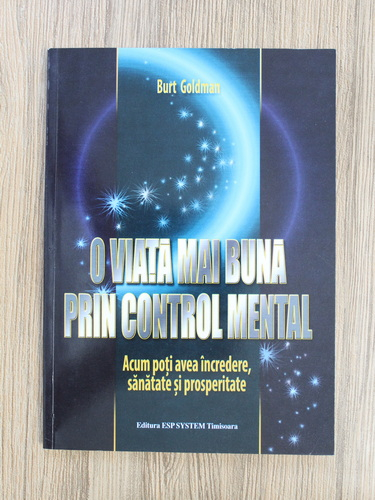 Burt Goldman
O VIAȚĂ MAI BUNĂ
PRIN CONTROL MENTAL
Acum poți avea încredere,
sănătate și prosperitate
Editura ESP SYSTEM Timisoara